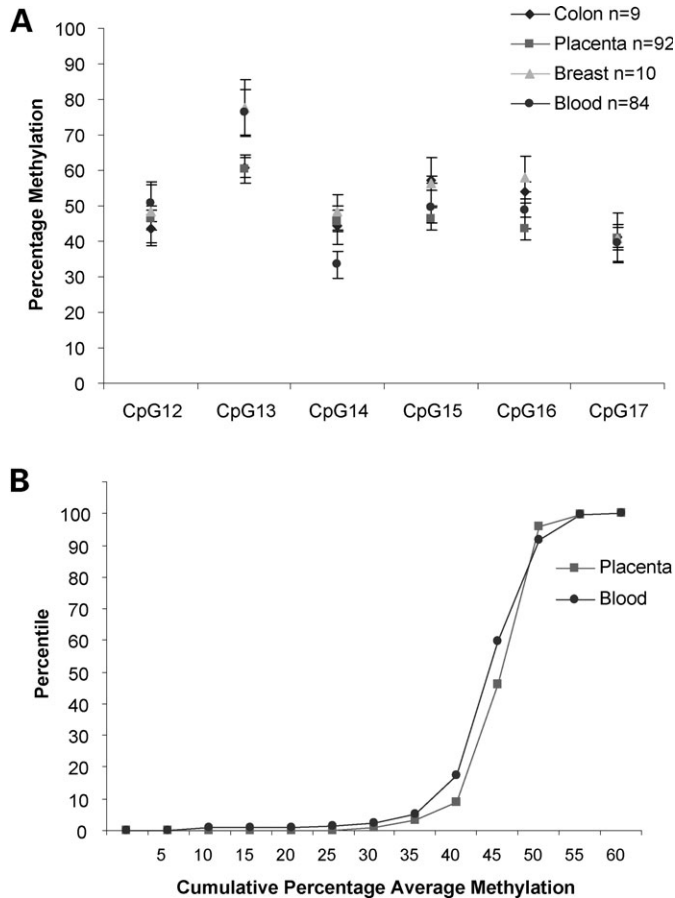 A
Colon n=9
Placenta n=92
Breast n=10
Blood n=84
Percentage Methylation
100
90
80
70
60
50
40
30
20
10
0
CpG12 CpG13 CpG14 CpG15 CpG16 CpG17
B
Percentile
100
90
80
70
60
50
40
30
20
10
0
Placenta
Blood
5 10 15 20 25 30 35 40 45 50 55 60
Cumulative Percentage Average Methylation